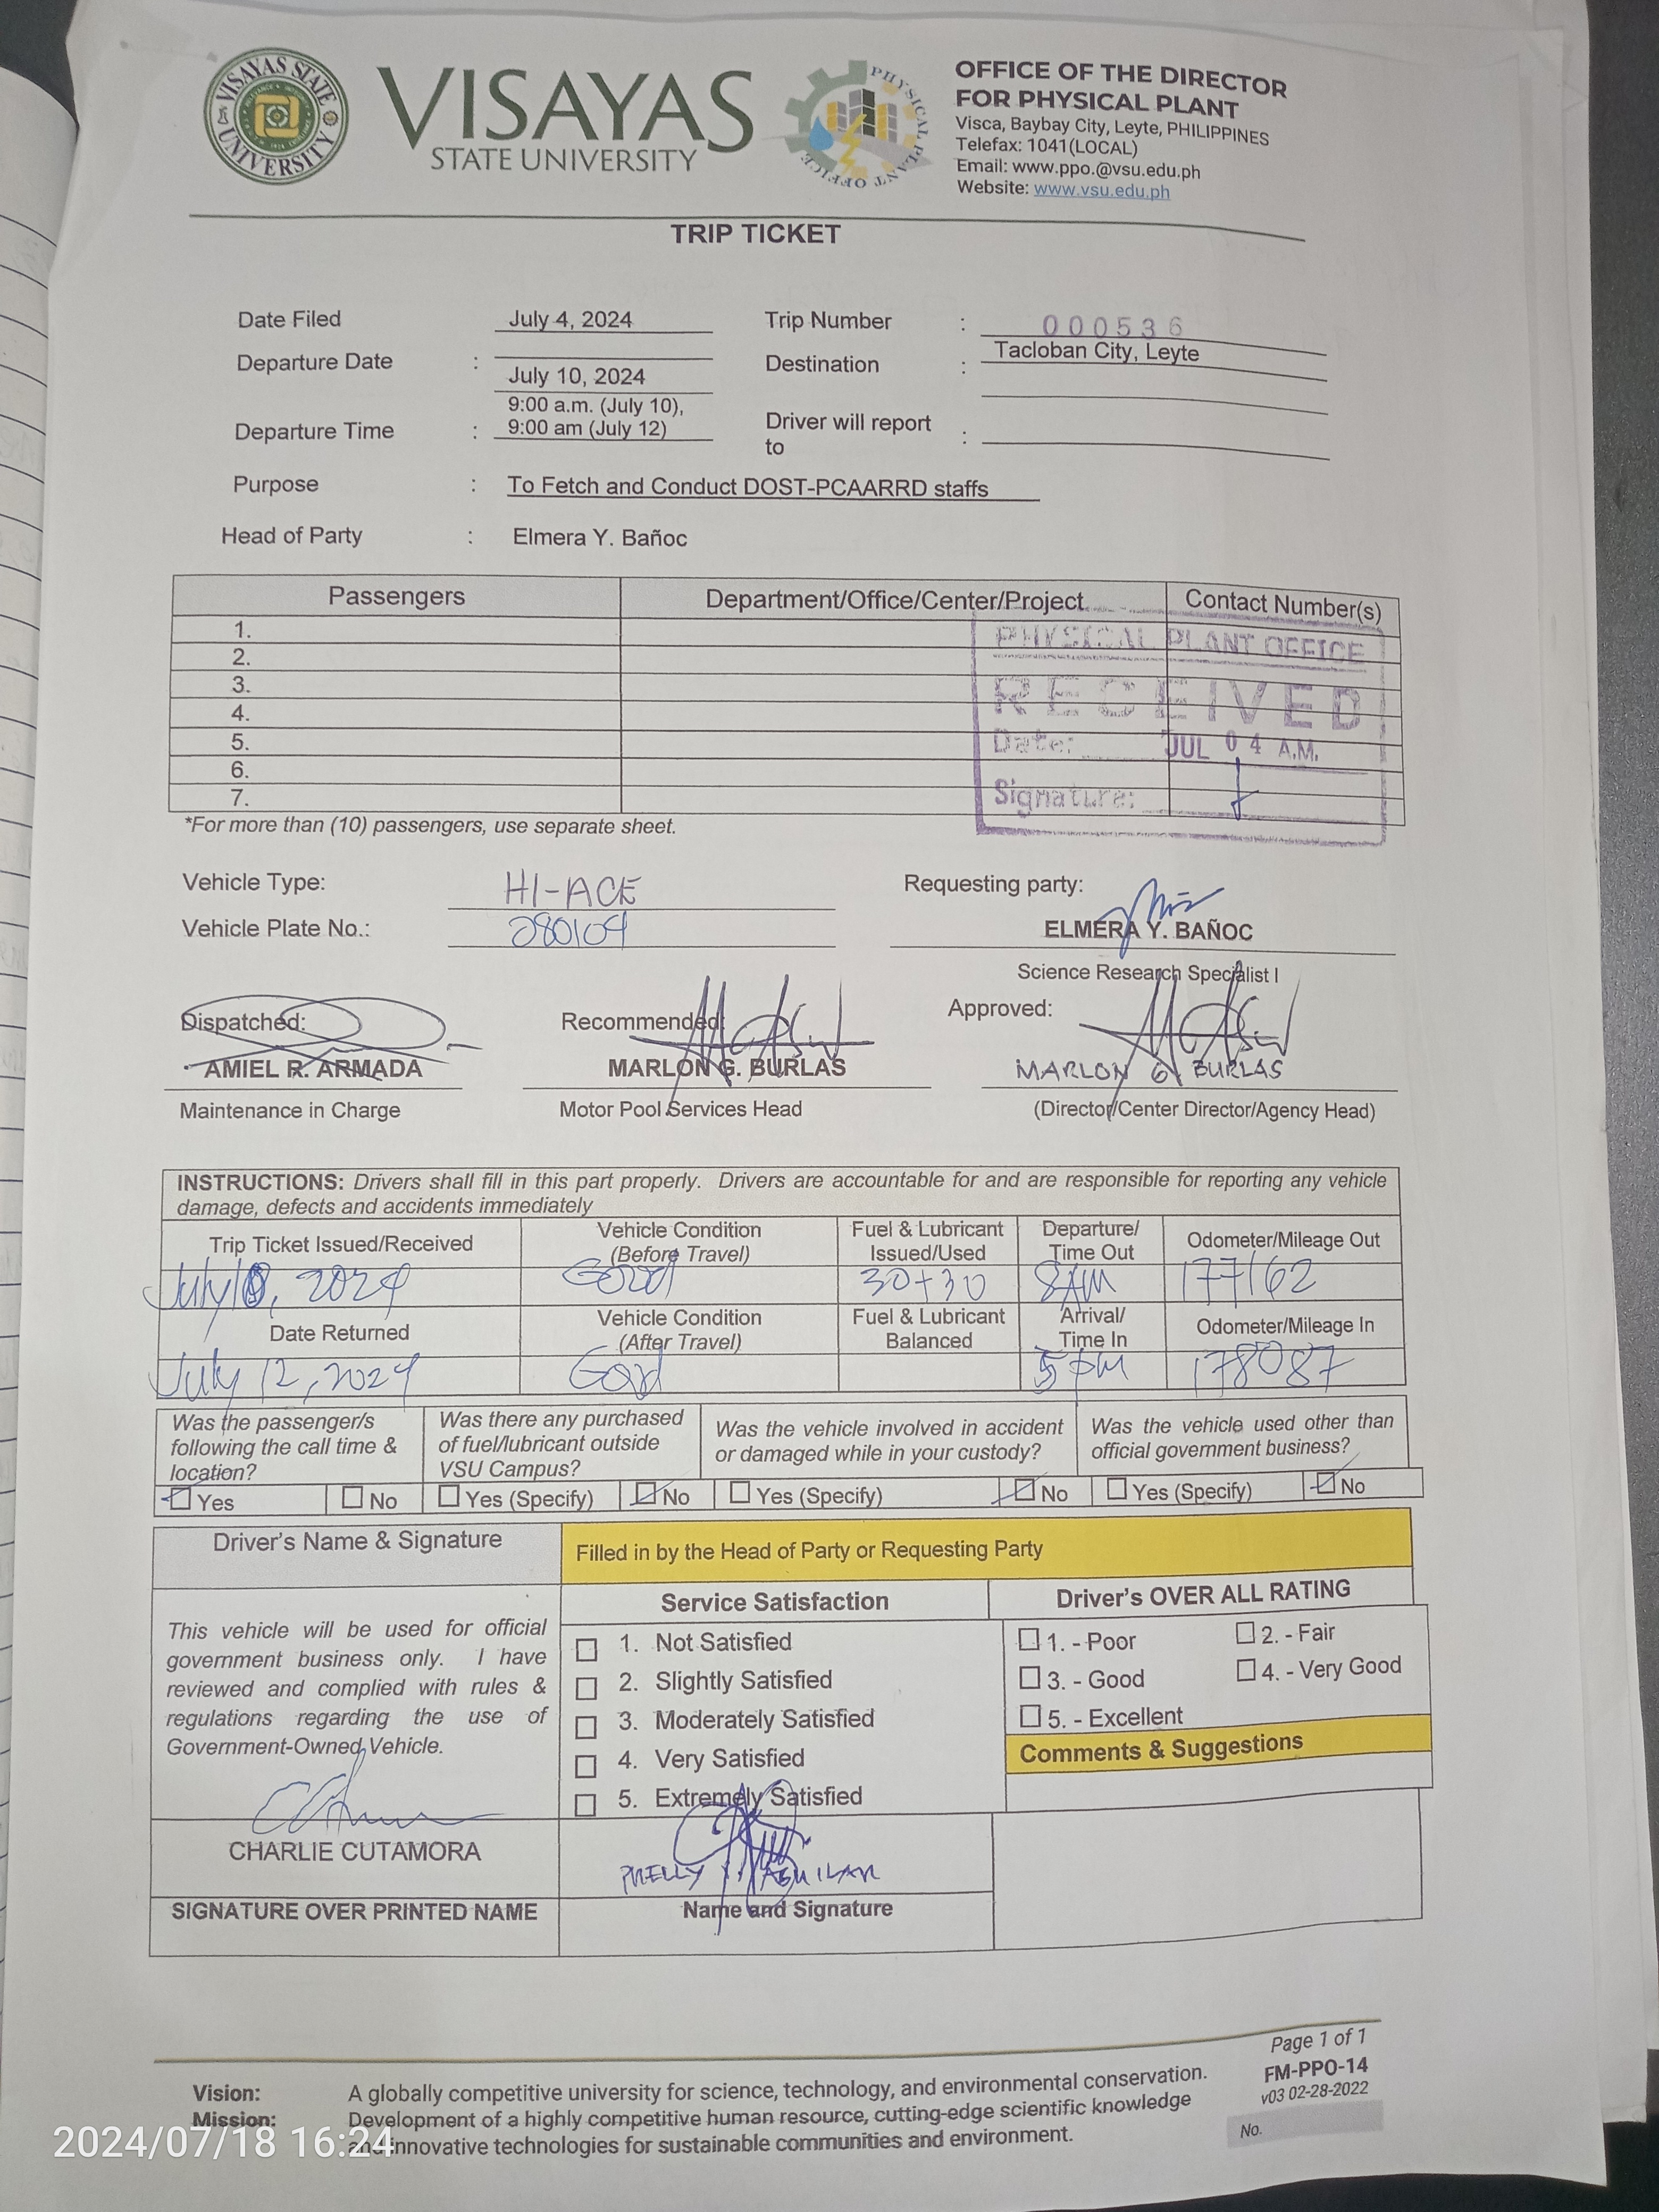 VISAYAS STATE UNIVERSITY
VISAYAS
STATE UNIVERSITY
PHYSICAL PLANT OFFICE
OFFICE OF THE DIRECTOR
FOR PHYSICAL PLANT
Visca, Baybay City, Leyte, PHILIPPINES
Telefax: 1041(LOCAL)
Email: www.ppo.@vsu.edu.ph
Website: www.vsu.edu.ph
TRIP TICKET
Date Filed July 4, 2024 Trip Number : 000536
Departure Date : July 10, 2024 Destination : Tacloban City, Leyte
Departure Time : 9:00 a.m. (July 10), 9:00 am (July 12) Driver will report to :
Purpose : To Fetch and Conduct DOST-PCAARRD staffs
Head of Party : Elmera Y. Bañoc
Passengers Department/Office/Center/Project Contact Number(s)
1.
2.
3.
4.
5.
6.
7.
PHYSICAL PLANT OFFICE
RECEIVED
Date: JUL 04 A.M.
Signature:
*For more than (10) passengers, use separate sheet.
Vehicle Type: HI-ACE Requesting party:
Vehicle Plate No.: 280109 ELMERA Y. BAÑOC
Science Research Specialist I
Dispatched: Recommended: Approved:
AMIEL R. ARMADA MARLON G. BURLAS MARLON G. BURLAS
Maintenance in Charge Motor Pool Services Head (Director/Center Director/Agency Head)
INSTRUCTIONS: Drivers shall fill in this part properly. Drivers are accountable for and are responsible for reporting any vehicle
damage, defects and accidents immediately
Trip Ticket Issued/Received Vehicle Condition (Before Travel) Fuel & Lubricant Issued/Used Departure/ Time Out Odometer/Mileage Out
July 10, 2024 Good 30+30 8AM 177162
Date Returned Vehicle Condition (After Travel) Fuel & Lubricant Balanced Arrival/ Time In Odometer/Mileage In
July 12, 2024 Good 5 pm 178087
Was the passenger/s following the call time & location? Was there any purchased of fuel/lubricant outside VSU Campus? Was the vehicle involved in accident or damaged while in your custody? Was the vehicle used other than official government business?
Yes No Yes (Specify) No Yes (Specify) No Yes (Specify) No
Driver's Name & Signature Filled in by the Head of Party or Requesting Party
Service Satisfaction Driver's OVER ALL RATING
This vehicle will be used for official
government business only. I have
reviewed and complied with rules &
regulations regarding the use of
Government-Owned Vehicle.
1. Not Satisfied
2. Slightly Satisfied
3. Moderately Satisfied
4. Very Satisfied
5. Extremely Satisfied
1. - Poor 2. - Fair
3. - Good 4. - Very Good
5. - Excellent
Comments & Suggestions
CHARLIE CUTAMORA
AGUILAR
SIGNATURE OVER PRINTED NAME Name and Signature
Page 1 of 1
FM-PPO-14
v03 02-28-2022
No.
Vision: A globally competitive university for science, technology, and environmental conservation.
Mission: Development of a highly competitive human resource, cutting-edge scientific knowledge
and innovative technologies for sustainable communities and environment.
2024/07/18 16:24